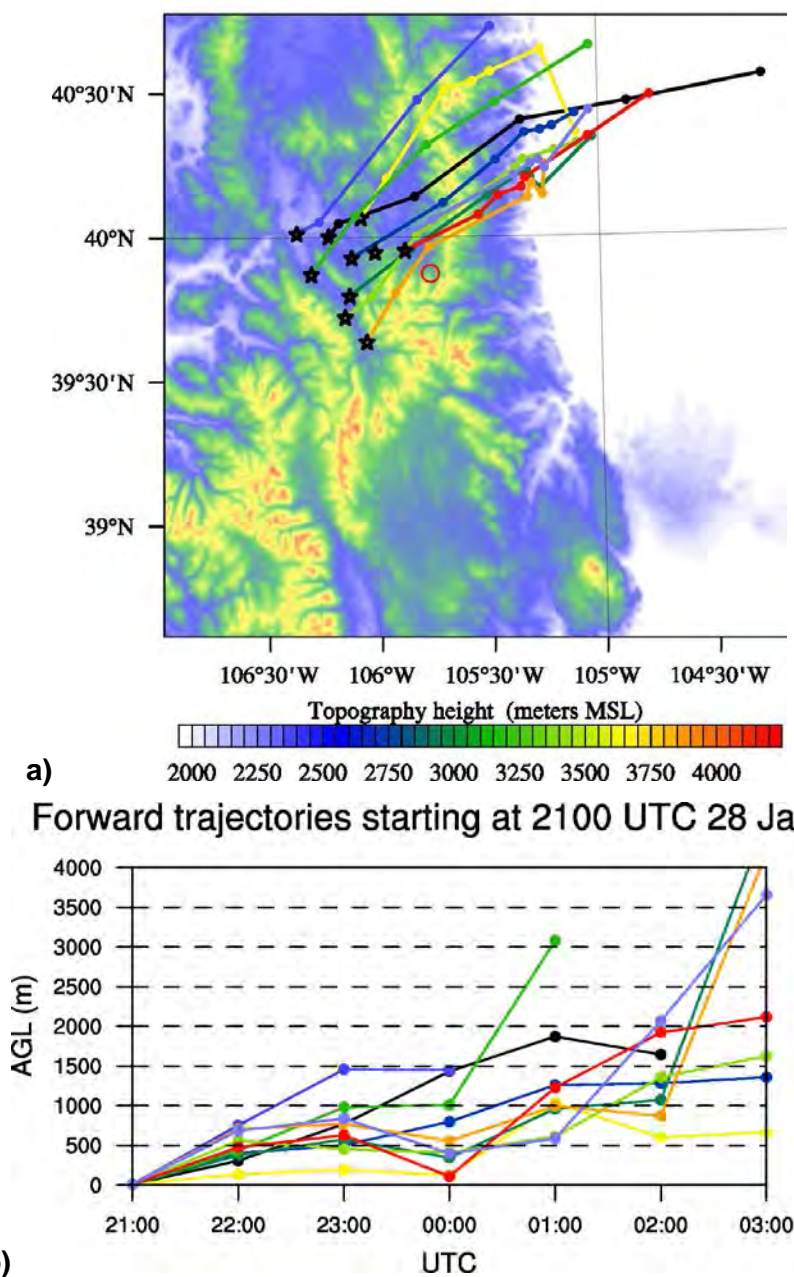 40°30'N
40°N
39°30'N
39°N
106°30'W 106°W 105°30'W 105°W 104°30'W
Topography height (meters MSL)
2000 2250 2500 2750 3000 3250 3500 3750 4000
a)
Forward trajectories starting at 2100 UTC 28 Ja
4000
3500
3000
2500
2000
1500
1000
500
0
AGL (m)
21:00 22:00 23:00 00:00 01:00 02:00 03:00
UTC
)